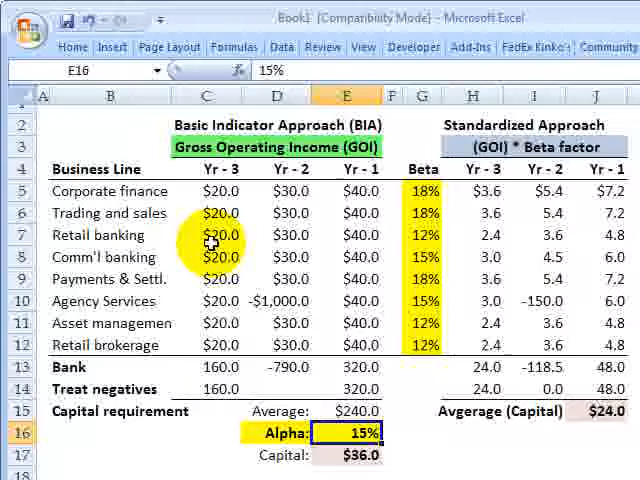 Book1 [Compatibility Mode] - Microsoft Excel
Home Insert Page Layout Formulas Data Review View Developer Add-Ins FedEx Kinko's Community
E16 fx 15%
A B C D E F G H I J
2 Basic Indicator Approach (BIA) Standardized Approach
3 Gross Operating Income (GOI) (GOI) * Beta factor
4 Business Line Yr - 3 Yr - 2 Yr - 1 Beta Yr - 3 Yr - 2 Yr - 1
5 Corporate finance $20.0 $30.0 $40.0 18% $3.6 $5.4 $7.2
6 Trading and sales $20.0 $30.0 $40.0 18% 3.6 5.4 7.2
7 Retail banking $20.0 $30.0 $40.0 12% 2.4 3.6 4.8
8 Comm'l banking $20.0 $30.0 $40.0 15% 3.0 4.5 6.0
9 Payments & Settl. $20.0 $30.0 $40.0 18% 3.6 5.4 7.2
10 Agency Services $20.0 -$1,000.0 $40.0 15% 3.0 -150.0 6.0
11 Asset managemen $20.0 $30.0 $40.0 12% 2.4 3.6 4.8
12 Retail brokerage $20.0 $30.0 $40.0 12% 2.4 3.6 4.8
13 Bank 160.0 -790.0 320.0 24.0 -118.5 48.0
14 Treat negatives 160.0 320.0 24.0 0.0 48.0
15 Capital requirement Average: $240.0 Avgerage (Capital) $24.0
16 Alpha: 15%
17 Capital: $36.0
18